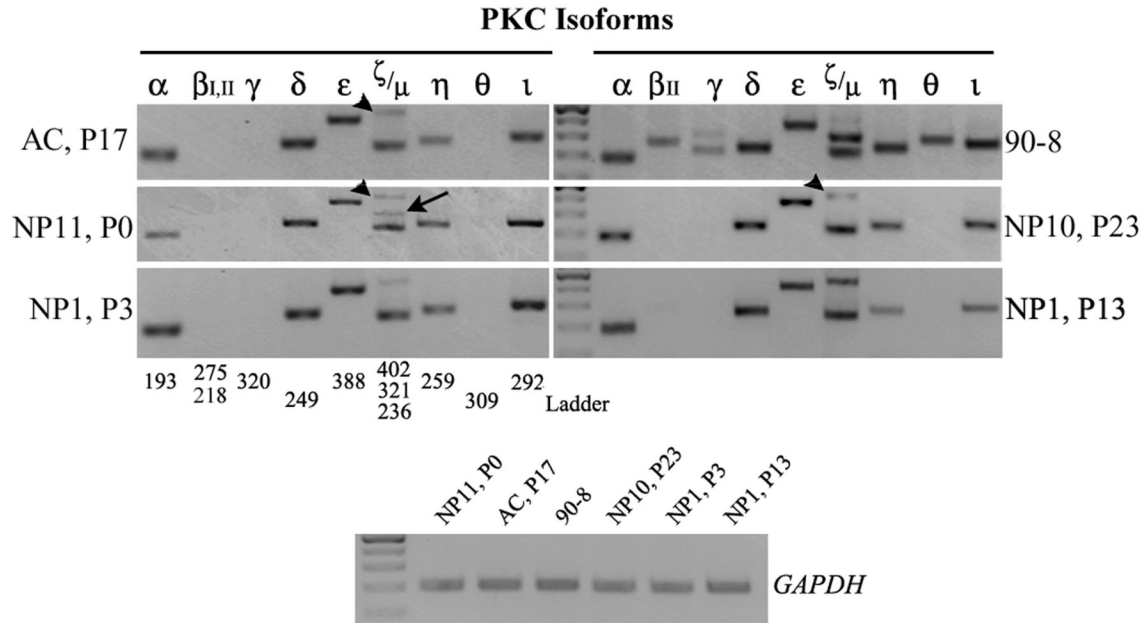 PKC Isoforms
α βI,II γ δ ε ζ/μ η θ ι
α βII γ δ ε ζ/μ η θ ι
AC, P17
90-8
NP11, P0
NP10, P23
NP1, P3
NP1, P13
193 275 320 249 388 402 259 309 292
218 321
236
Ladder
NP11, P0 AC, P17 90-8 NP10, P23 NP1, P3 NP1, P13
GAPDH